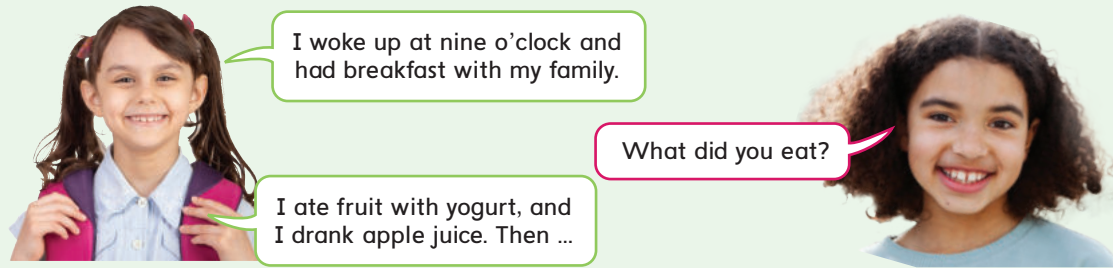 I woke up at nine o’clock and
had breakfast with my family.
What did you eat?
I ate fruit with yogurt, and
I drank apple juice. Then ...